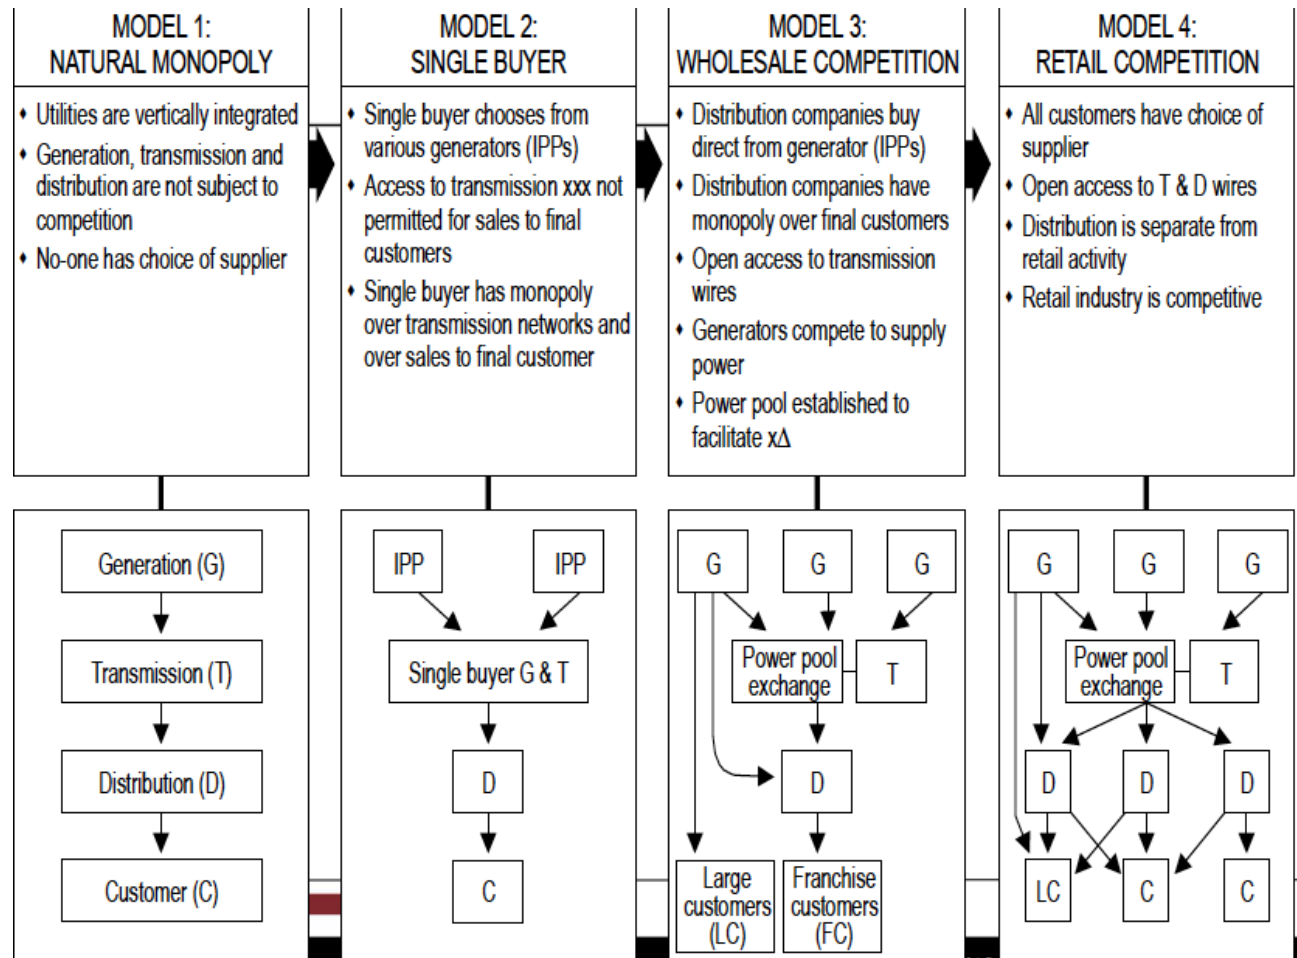 MODEL 1:
NATURAL MONOPOLY
• Utilities are vertically integrated
• Generation, transmission and
distribution are not subject to
competition
• No-one has choice of supplier
MODEL 2:
SINGLE BUYER
• Single buyer chooses from
various generators (IPPs)
• Access to transmission xxx not
permitted for sales to final
customers
• Single buyer has monopoly
over transmission networks and
over sales to final customer
MODEL 3:
WHOLESALE COMPETITION
• Distribution companies buy
direct from generator (IPPs)
• Distribution companies have
monopoly over final customers
• Open access to transmission
wires
• Generators compete to supply
power
• Power pool established to
facilitate xΔ
MODEL 4:
RETAIL COMPETITION
• All customers have choice of
supplier
• Open access to T & D wires
• Distribution is separate from
retail activity
• Retail industry is competitive
Generation (G)
Transmission (T)
Distribution (D)
Customer (C)
IPP
IPP
Single buyer G & T
D
C
G
G
G
Power pool
exchange
T
D
Large
customers
(LC)
Franchise
customers
(FC)
G
G
G
Power pool
exchange
T
D
D
D
LC
C
C